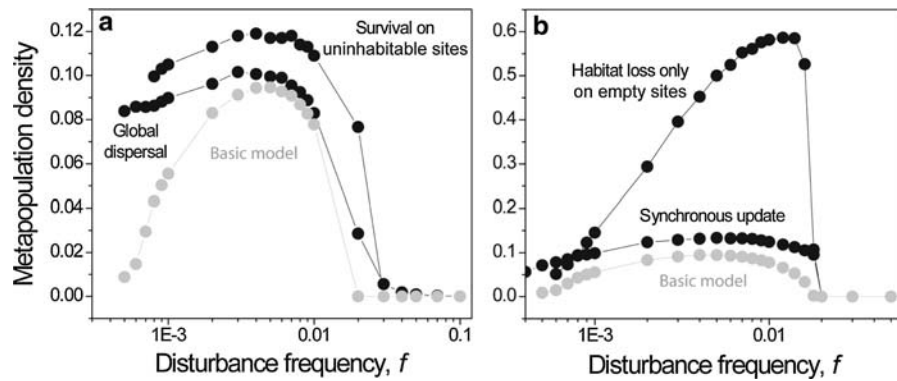 a
Survival on
uninhabitable sites
Global
dispersal
Basic model
Metapopulation density
0.12
0.10
0.08
0.06
0.04
0.02
0.00
1E-3
0.01
0.1
Disturbance frequency, f
b
Habitat loss only
on empty sites
Synchronous update
Basic model
0.6
0.5
0.4
0.3
0.2
0.1
0.0
1E-3
0.01
Disturbance frequency, f